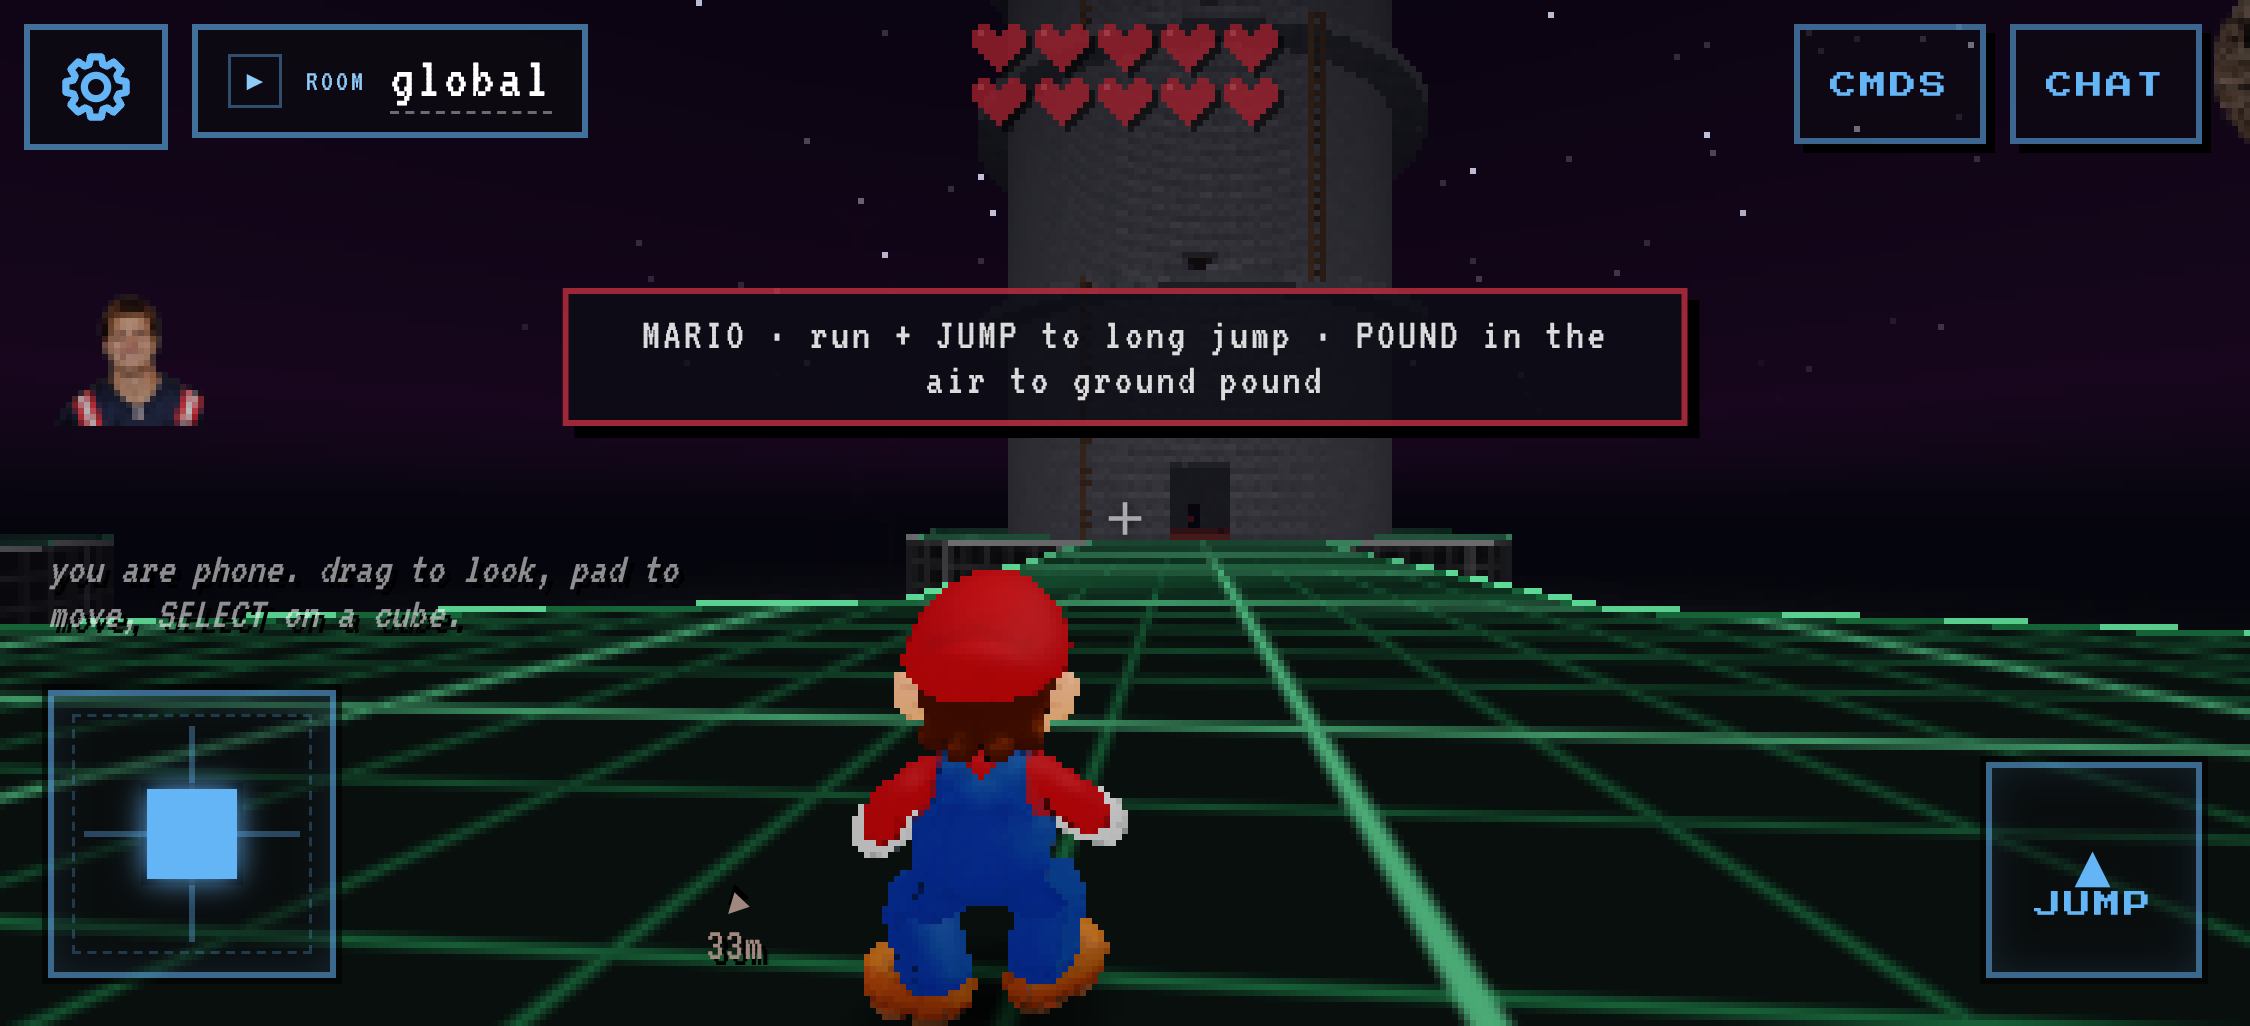 ROOM global
CMDS
CHAT
MARIO · run + JUMP to long jump · POUND in the
air to ground pound
you are phone. drag to look, pad to
move, SELECT on a cube.
33m
JUMP